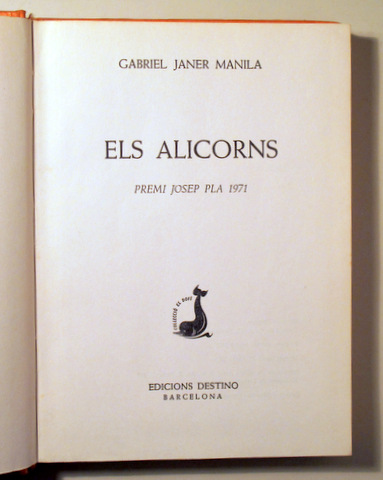 GABRIEL JANER MANILA
ELS ALICORNS
PREMI JOSEP PLA 1971
COL·LECCIÓ EL DOFÍ
EDICIONS DESTINO
BARCELONA